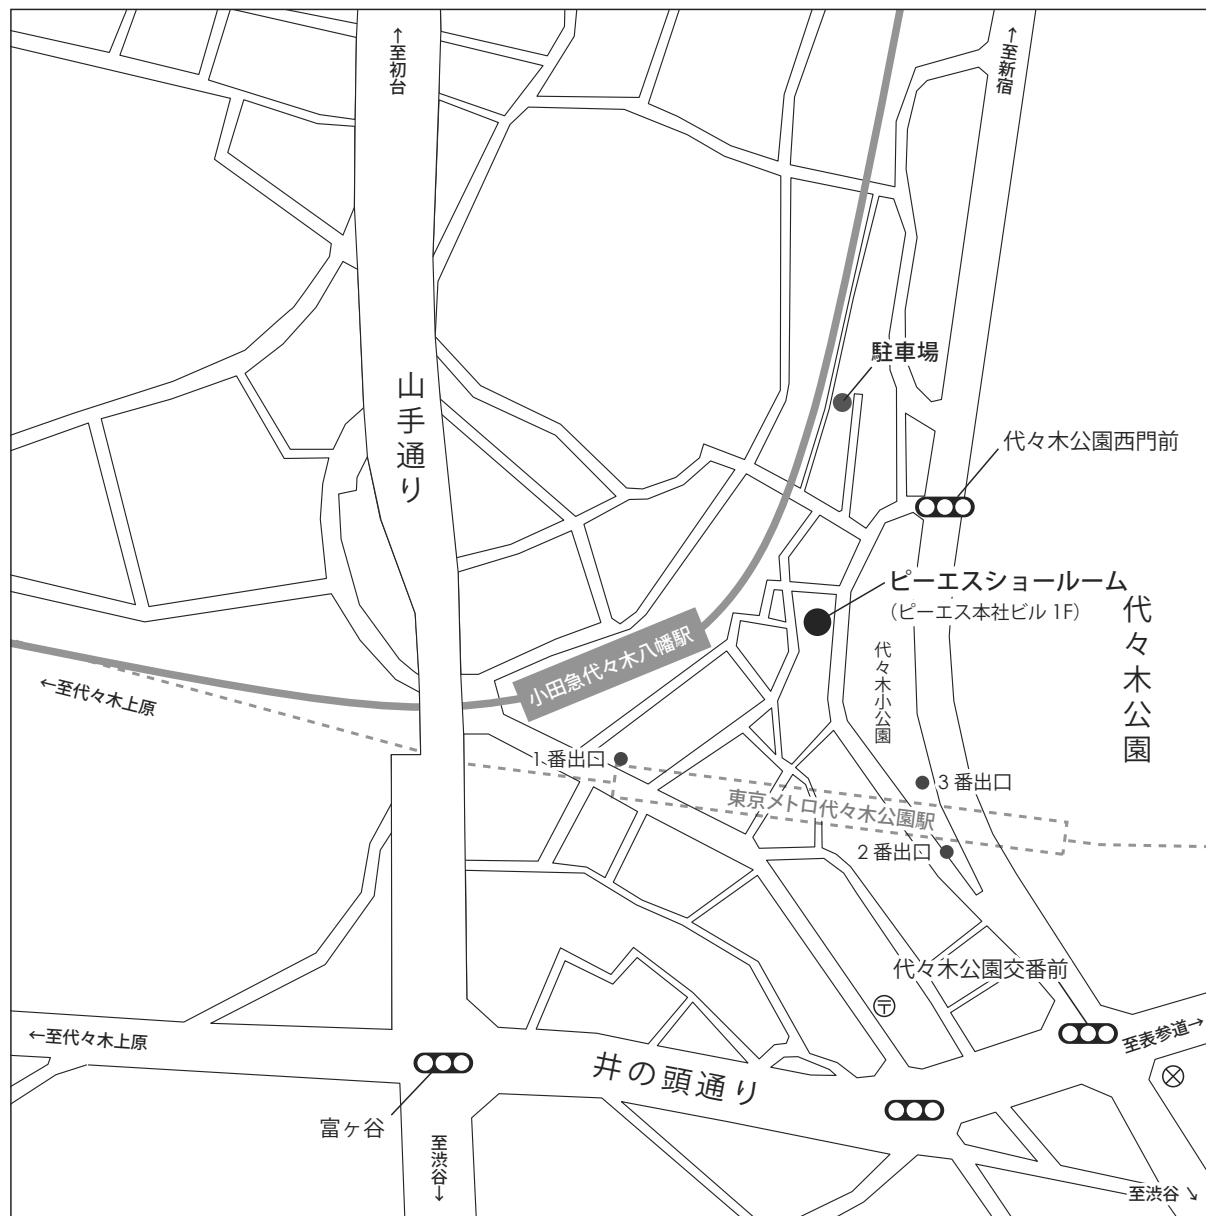 ↑至初台
↑至新宿
駐車場
山手通り
代々木公園西門前
ピーエスショールーム
（ピーエス本社ビル 1F）
代々木公園
代々木小公園
小田急代々木八幡駅
←至代々木上原
1 番出口
3 番出口
東京メトロ代々木公園駅
2 番出口
代々木公園交番前
〒
←至代々木上原
至表参道→
井の頭通り
富ヶ谷
至渋谷→
至渋谷↘